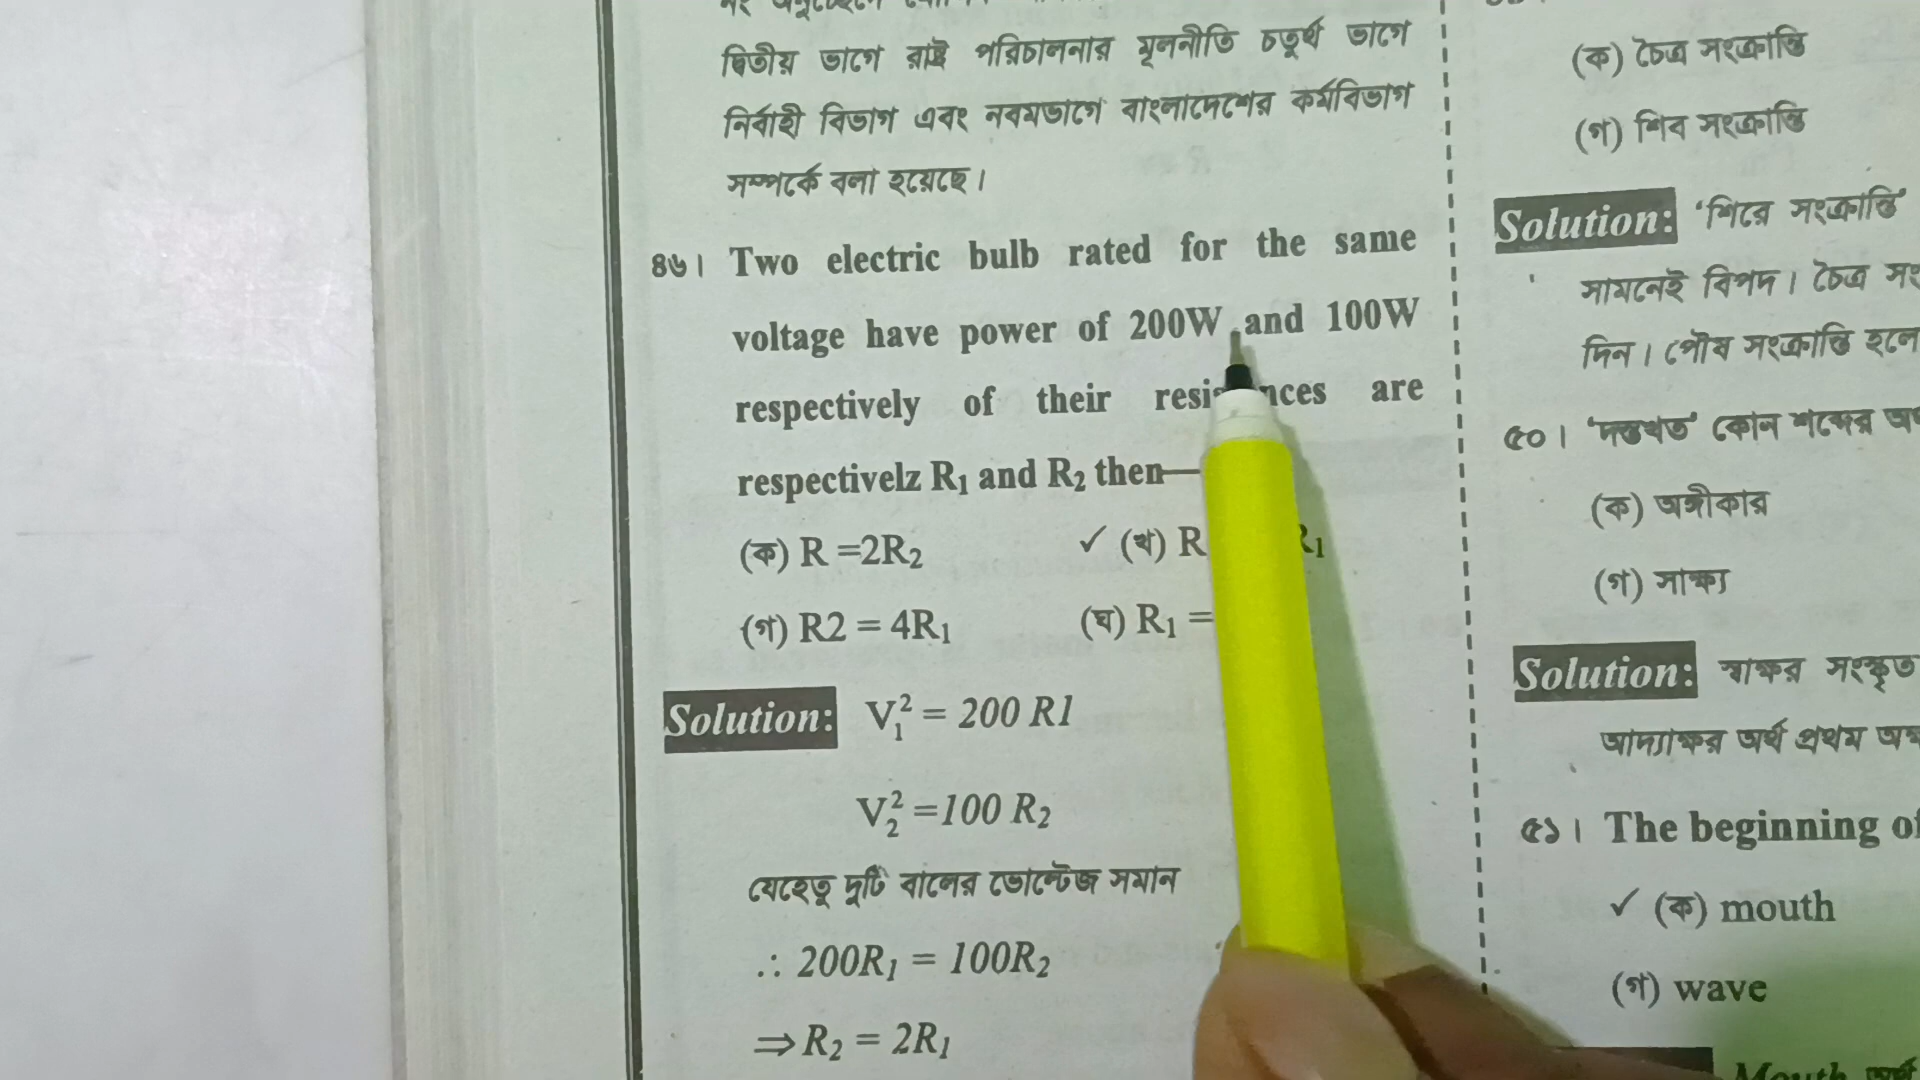 দ্বিতীয় ভাগে রাষ্ট্র পরিচালনার মূলনীতি চতুর্থ ভাগে
নির্বাহী বিভাগ এবং নবমভাগে বাংলাদেশের কর্মবিভাগ
সম্পর্কে বলা হয়েছে।
৪৬। Two electric bulb rated for the same
voltage have power of 200W and 100W
respectively of their are
respectivelz R₁ and R₂ then—
(ক) R =2R₂ ✓ (খ) R
(গ) R2 = 4R₁ (ঘ) R₁ =
Solution: V₁² = 200 R1
V₂² =100 R₂
যেহেতু দুটি বাল্বের ভোল্টেজ সমান
∴ 200R₁ = 100R₂
⇒ R₂ = 2R₁
(ক) চৈত্র সংক্রান্তি
(গ) শিব সংক্রান্তি
Solution: ‘শিরে সংক্রান্তি’
সামনেই বিপদ। চৈত্র
দিন। পৌষ সংক্রান্তি হলে
৫০। ‘দস্তখত’ কোন শব্দের
(ক) অঙ্গীকার
(গ) সাক্ষ্য
Solution: স্বাক্ষর সংস্কৃত
আদ্যাক্ষর অর্থ প্রথম
৫১। The beginning of
✓ (ক) mouth
(গ) wave
Mouth অর্থ